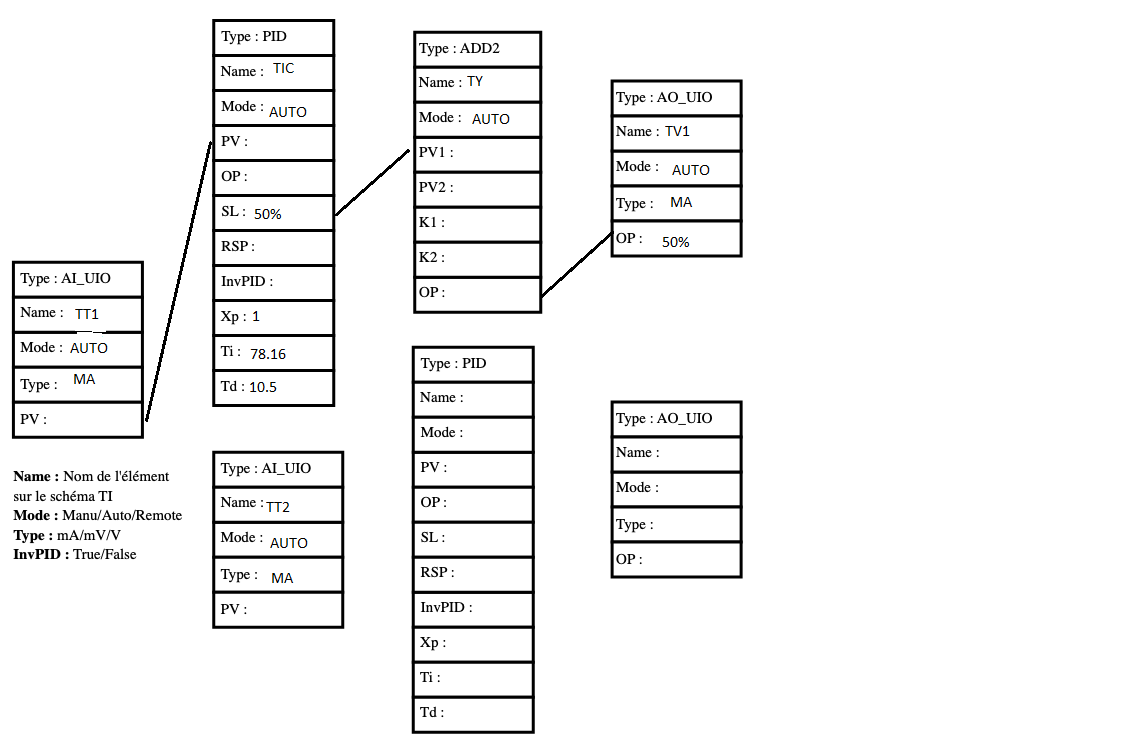 Type : PID
Name : TIC
Mode : AUTO
PV :
OP :
SL : 50%
RSP :
InvPID :
Xp : 1
Ti : 78.16
Td : 10.5
Type : ADD2
Name : TY
Mode : AUTO
PV1 :
PV2 :
K1 :
K2 :
OP :
Type : AO_UIO
Name : TV1
Mode : AUTO
Type : MA
OP : 50%
Type : AI_UIO
Name : TT1
Mode : AUTO
Type : MA
PV :
Name : Nom de l'élément
sur le schéma TI
Mode : Manu/Auto/Remote
Type : mA/mV/V
InvPID : True/False
Type : AI_UIO
Name : TT2
Mode : AUTO
Type : MA
PV :
Type : PID
Name :
Mode :
PV :
OP :
SL :
RSP :
InvPID :
Xp :
Ti :
Td :
Type : AO_UIO
Name :
Mode :
Type :
OP :